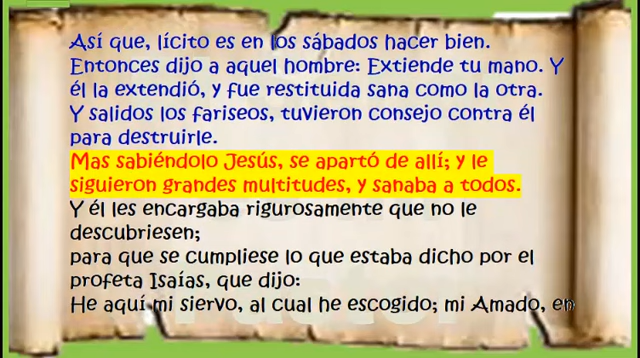 Así que, lícito es en los sábados hacer bien.
Entonces dijo a aquel hombre: Extiende tu mano. Y
él la extendió, y fue restituida sana como la otra.
Y salidos los fariseos, tuvieron consejo contra él
para destruirle.
Mas sabiéndolo Jesús, se apartó de allí; y le
siguieron grandes multitudes, y sanaba a todos.
Y él les encargaba rigurosamente que no le
descubriesen;
para que se cumpliese lo que estaba dicho por el
profeta Isaías, que dijo:
He aquí mi siervo, al cual he escogido; mi Amado, en